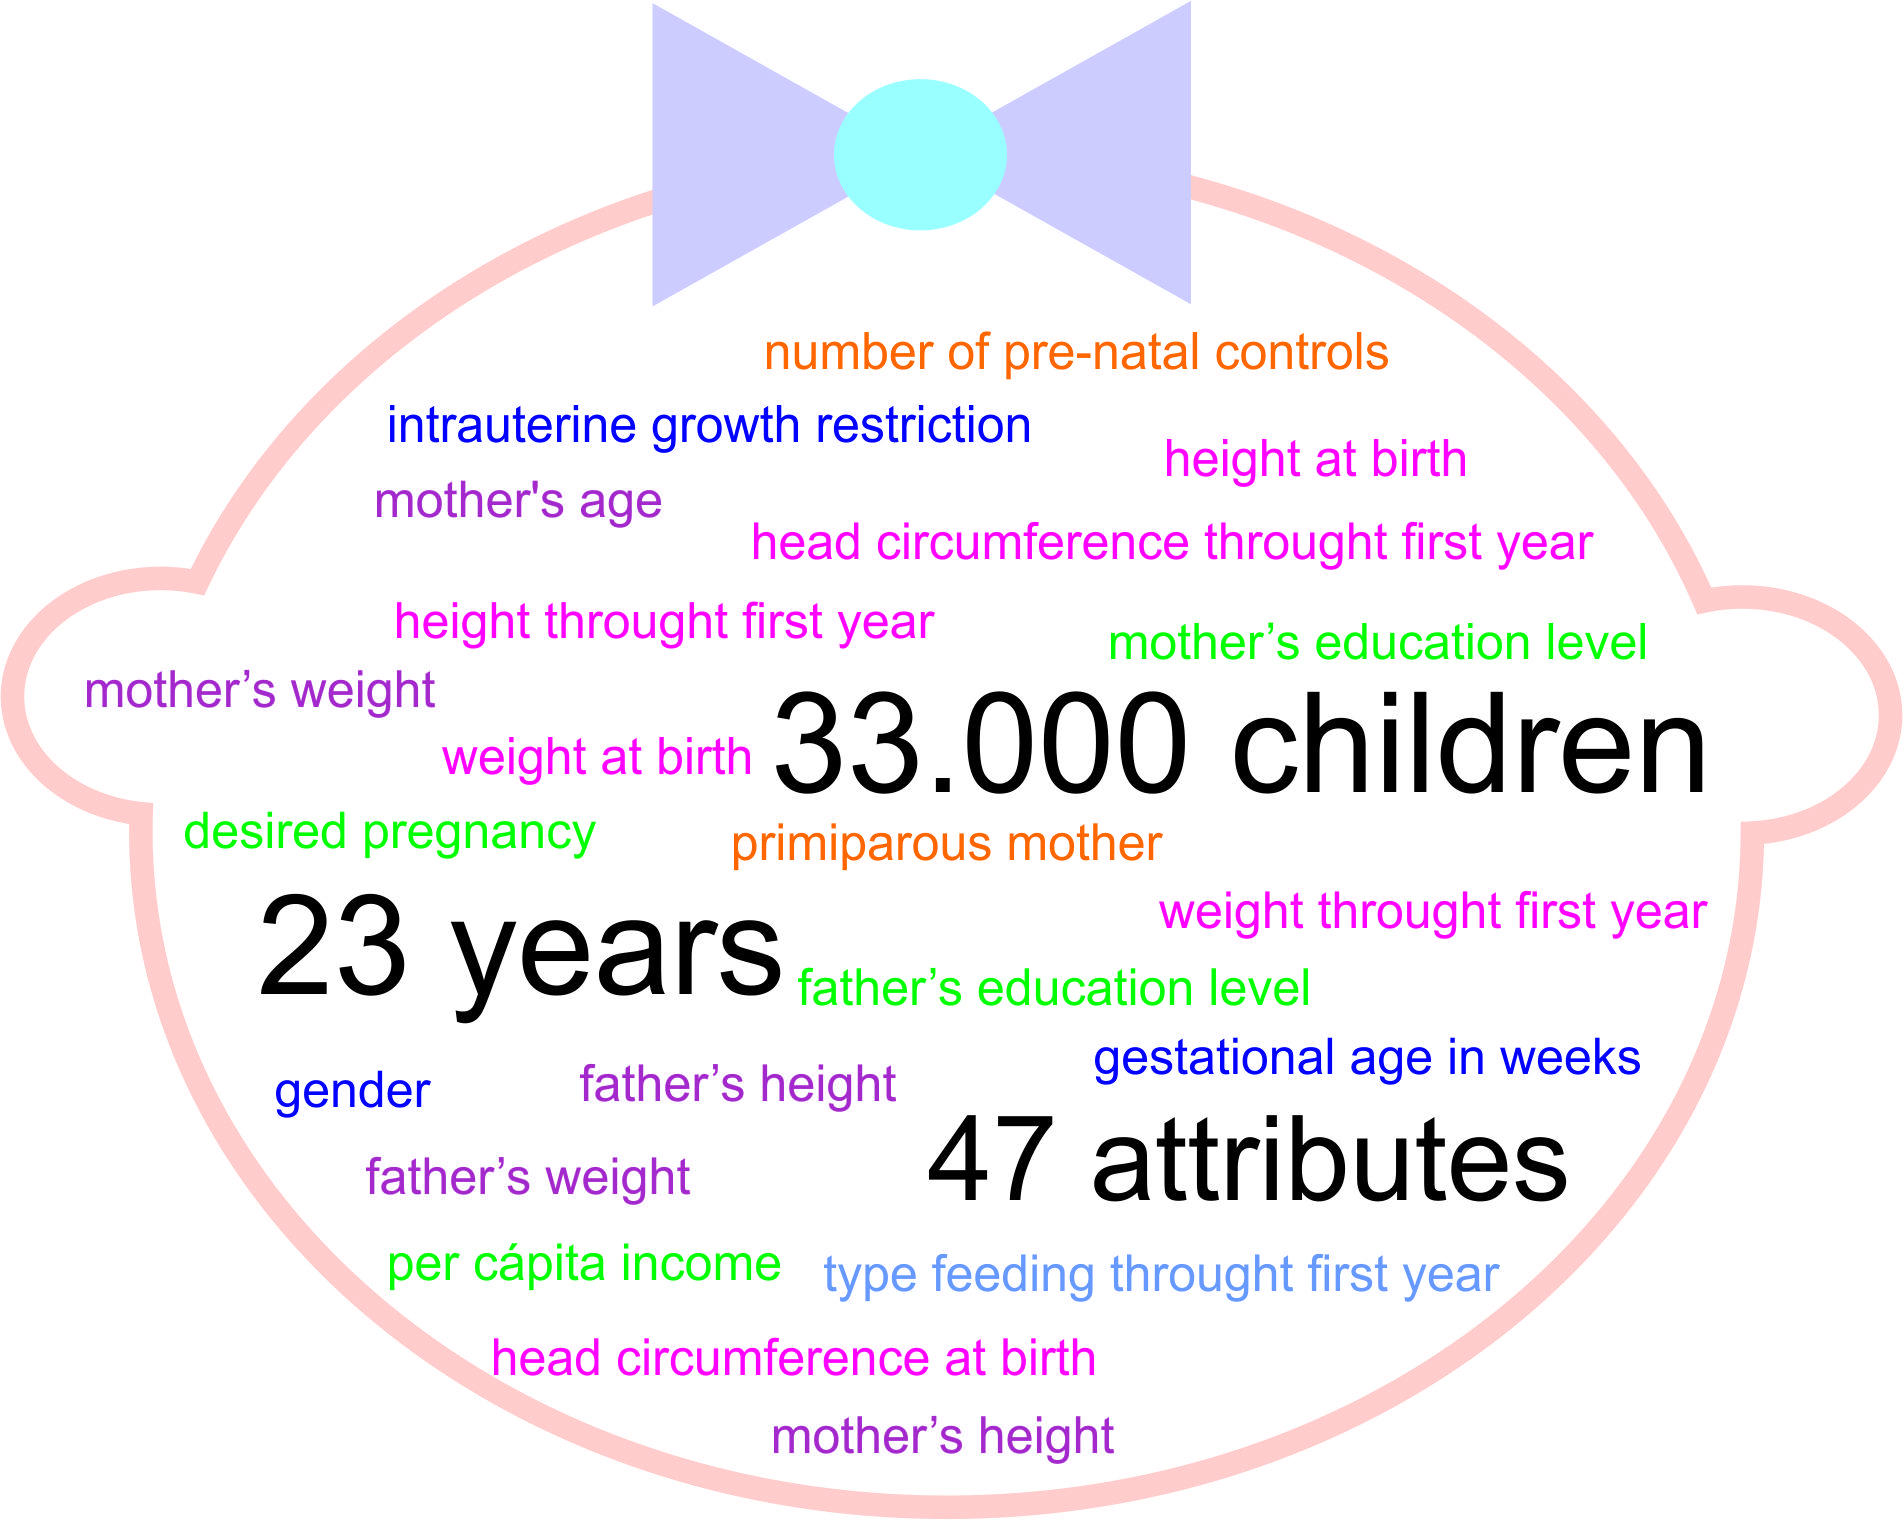 number of pre-natal controls
intrauterine growth restriction
height at birth
mother's age
head circumference throught first year
height throught first year
mother’s education level
mother’s weight
weight at birth
33.000 children
desired pregnancy
primiparous mother
weight throught first year
23 years
father’s education level
gestational age in weeks
gender
father’s height
47 attributes
father’s weight
per cápita income
type feeding throught first year
head circumference at birth
mother’s height